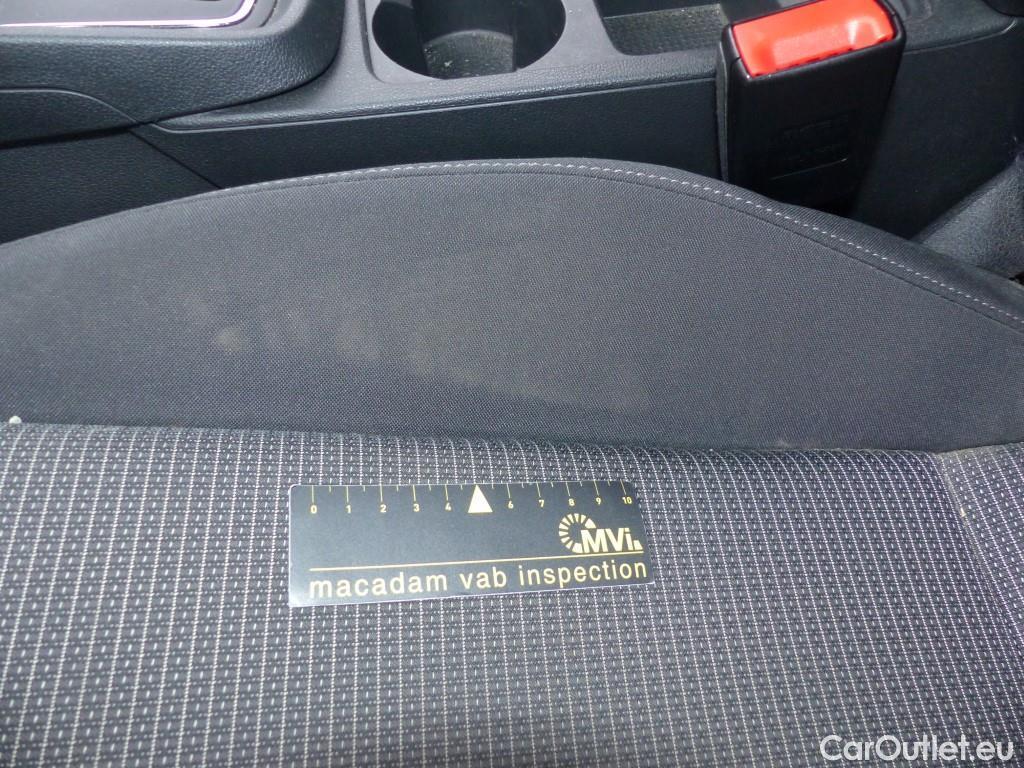 0 1 2 3 4 6 7 8 9 10
MVi.
macadam vab inspection
CarOutlet.eu